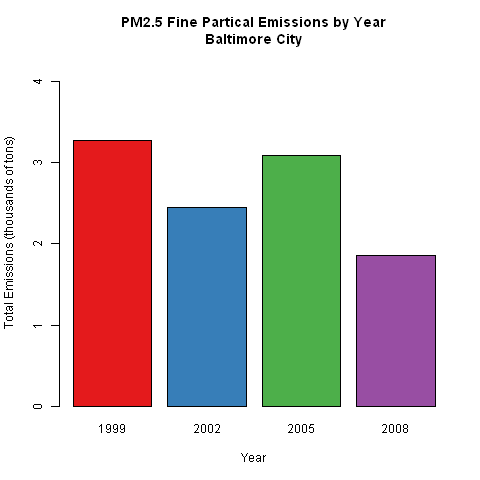 PM2.5 Fine Partical Emissions by Year
Baltimore City
Total Emissions (thousands of tons)
4
3
2
1
0
1999 2002 2005 2008
Year